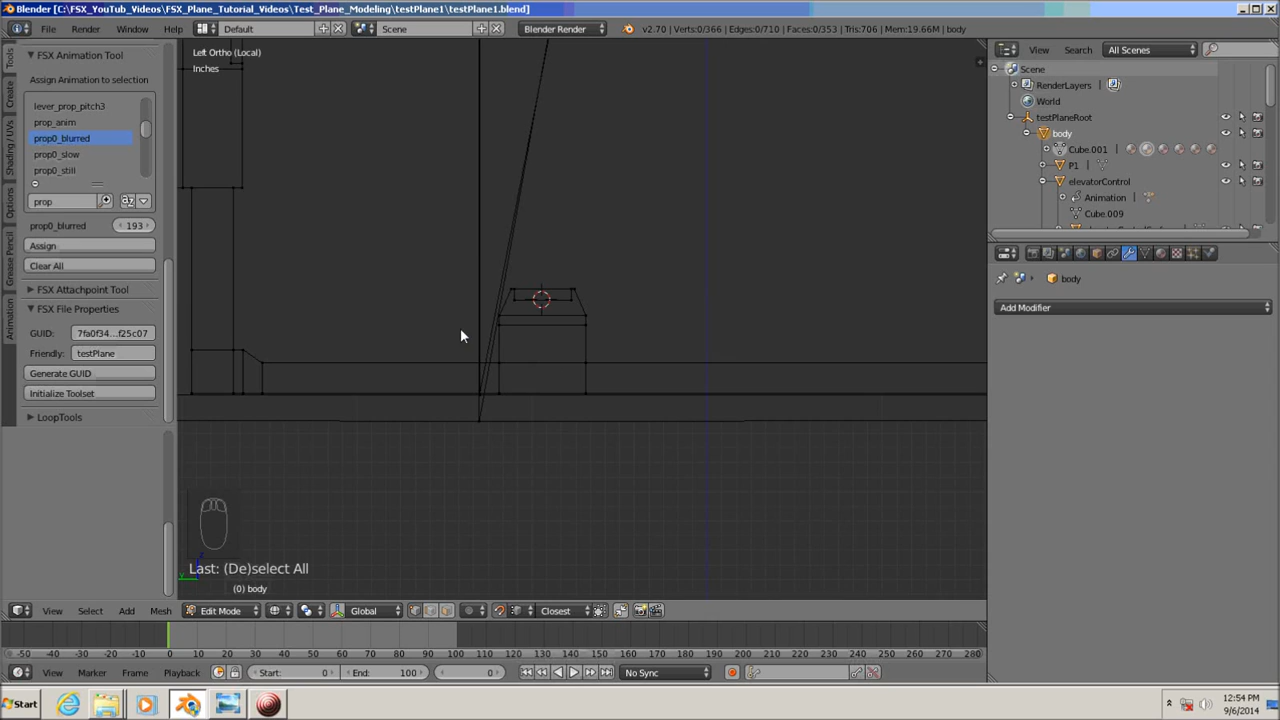 Blender [C:\FSX_YouTub_Videos\FSX_Plane_Tutorial_Videos\Test_Plane_Modeling\testPlane1\testPlane1.blend]
File Render Window Help Default Scene Blender Render v2.70 | Verts:0/366 | Edges:0/710 | Faces:0/353 | Tris:706 | Mem:19.66M | body
View Search All Scenes
Tools
Create
Shading / UVs
Options
Grease Pencil
Animation
FSX Animation Tool
Assign Animation to selection
lever_prop_pitch3
prop_anim
prop0_blurred
prop0_slow
prop0_still
prop
prop0_blurred 193
Assign
Clear All
FSX Attachpoint Tool
FSX File Properties
GUID: 7fa0f34...f25c07
Friendly: testPlane
Generate GUID
Initialize Toolset
LoopTools
Left Ortho (Local)
Inches
Last: (De)select All
(0) body
Scene
RenderLayers
World
testPlaneRoot
body
Cube.001
P1
elevatorControl
Animation
Cube.009
body
Add Modifier
View Select Add Mesh Edit Mode Global Closest
-50 -40 -30 -20 -10 0 10 20 30 40 50 60 70 80 90 100 110 120 130 140 150 160 170 180 190 200 210 220 230 240 250 260 270 280
View Marker Frame Playback Start: 0 End: 100 0 No Sync
Start
12:54 PM
9/6/2014